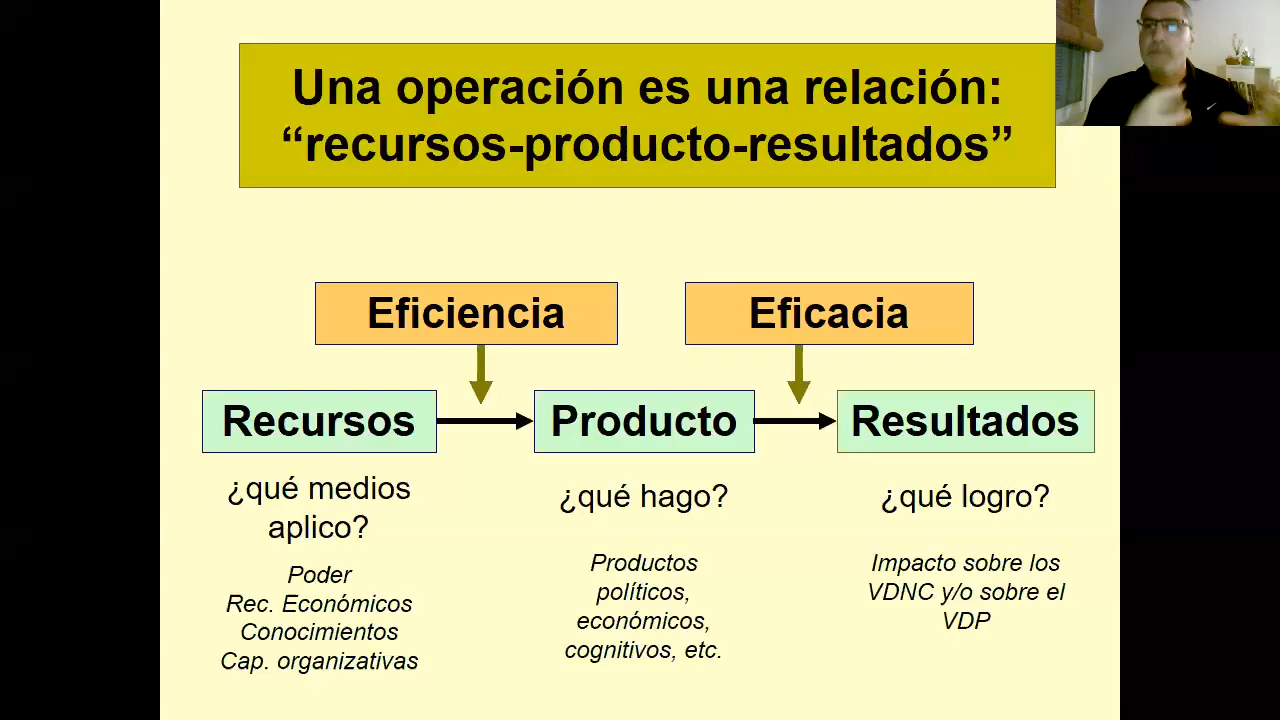 Una operación es una relación:
“recursos-producto-resultados”
Eficiencia
Eficacia
Recursos
Producto
Resultados
¿qué medios
aplico?
¿qué hago?
¿qué logro?
Poder
Rec. Económicos
Conocimientos
Cap. organizativas
Productos
políticos,
económicos,
cognitivos, etc.
Impacto sobre los
VDNC y/o sobre el
VDP